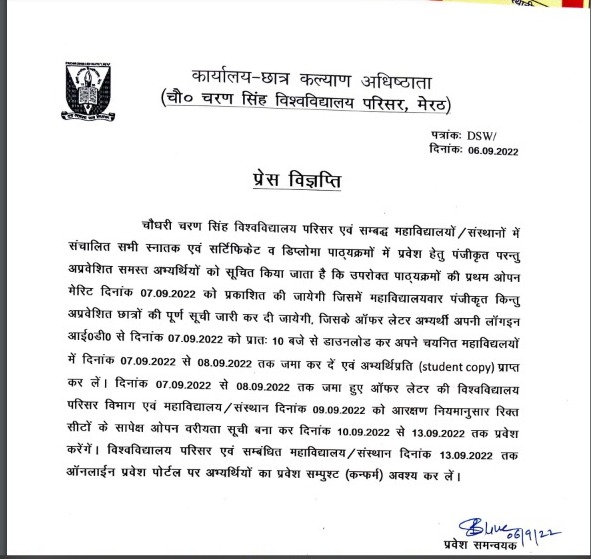 कार्यालय-छात्र कल्याण अधिष्ठाता
(चौ० चरण सिंह विश्वविद्यालय परिसर, मेरठ)
पत्रांकः DSW/
दिनांकः 06.09.2022
प्रेस विज्ञप्ति
चौधरी चरण सिंह विश्वविद्यालय परिसर एवं सम्बद्ध महाविद्यालयों/संस्थानों में
संचालित सभी स्नातक एवं सर्टिफिकेट व डिप्लोमा पाठ्यक्रमों में प्रवेश हेतु पंजीकृत परन्तु
अप्रवेशित समस्त अभ्यर्थियों को सूचित किया जाता है कि उपरोक्त पाठ्यक्रमों की प्रथम ओपन
मेरिट दिनांक 07.09.2022 को प्रकाशित की जायेगी जिसमें महाविद्यालयवार पंजीकृत किन्तु
अप्रवेशित छात्रों की पूर्ण सूची जारी कर दी जायेगी, जिसके ऑफर लेटर अभ्यर्थी अपनी लॉगइन
आई०डी० से दिनांक 07.09.2022 को प्रातः 10 बजे से डाउनलोड कर अपने चयनित महाविद्यलयों
में दिनांक 07.09.2022 से 08.09.2022 तक जमा कर दें एवं अभ्यर्थिप्रति (student copy) प्राप्त
कर लें। दिनांक 07.09.2022 से 08.09.2022 तक जमा हुए ऑफर लेटर की विश्वविद्यालय
परिसर विभाग एवं महाविद्यालय/संस्थान दिनांक 09.09.2022 को आरक्षण नियमानुसार रिक्त
सीटों के सापेक्ष ओपन वरीयता सूची बना कर दिनांक 10.09.2022 से 13.09.2022 तक प्रवेश
करेंगें। विश्वविद्यालय परिसर एवं सम्बंधित महाविद्यालय/संस्थान दिनांक 13.09.2022 तक
ऑनलाईन प्रवेश पोर्टल पर अभ्यर्थियों का प्रवेश सम्पुश्ट (कन्फर्म) अवश्य कर लें।
06/9/22
प्रवेश समन्वयक